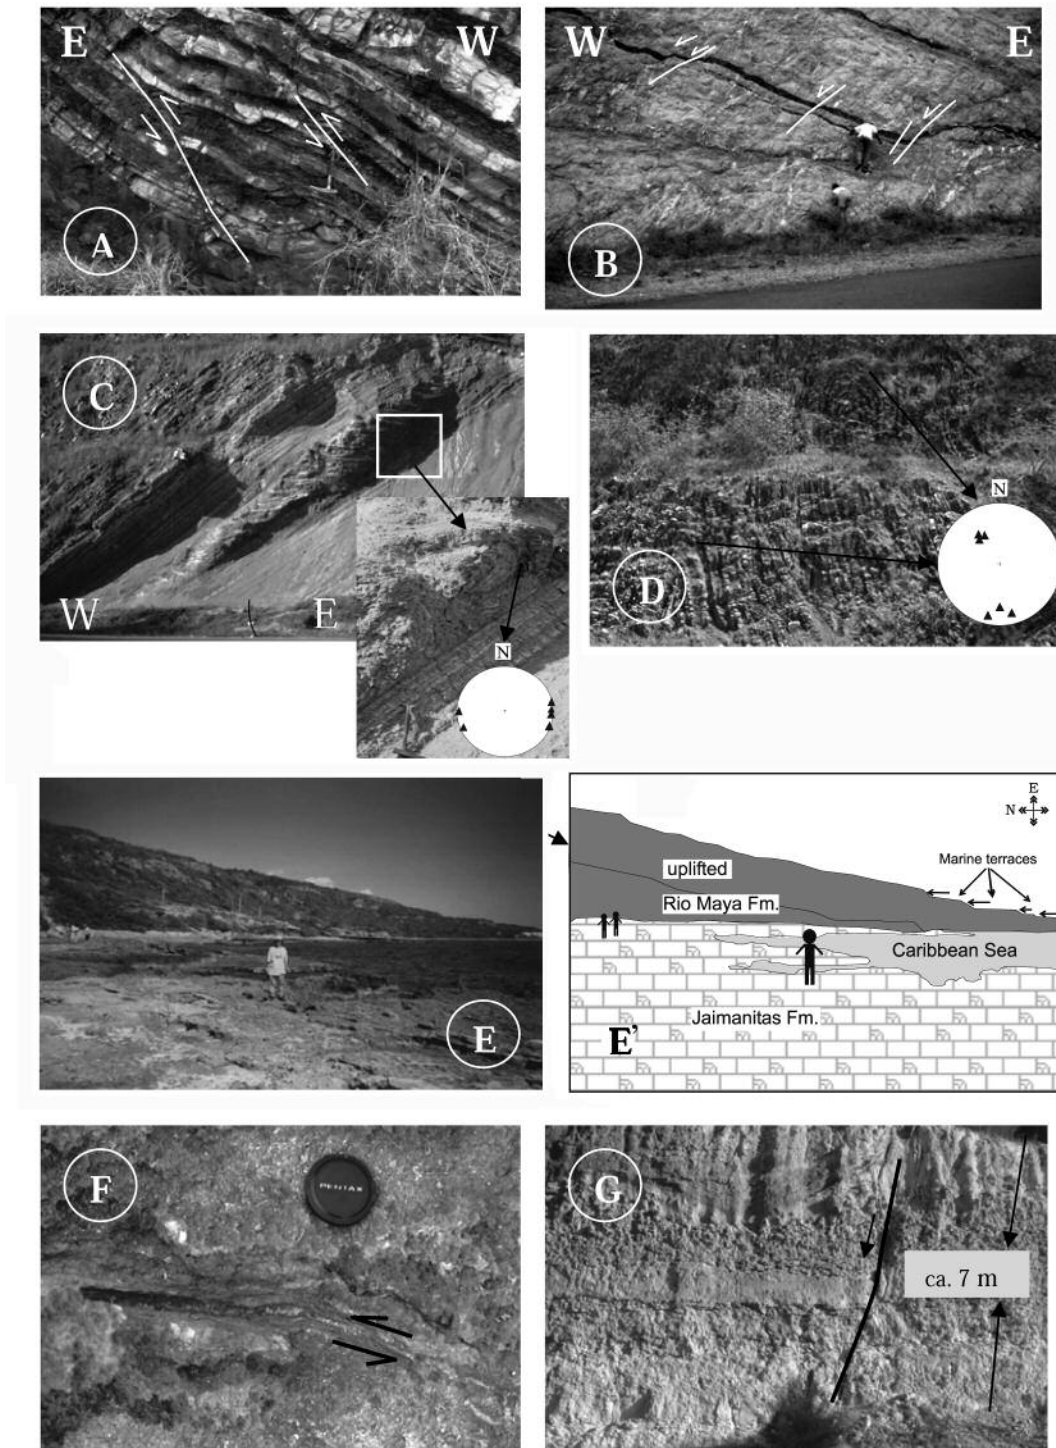 E W
A
W E
B
C
W E
N
D
N
E
E
N
uplifted
Marine terraces
Rio Maya Fm.
Caribbean Sea
Jaimanitas Fm.
E'
F
PENTAX
G
ca. 7 m